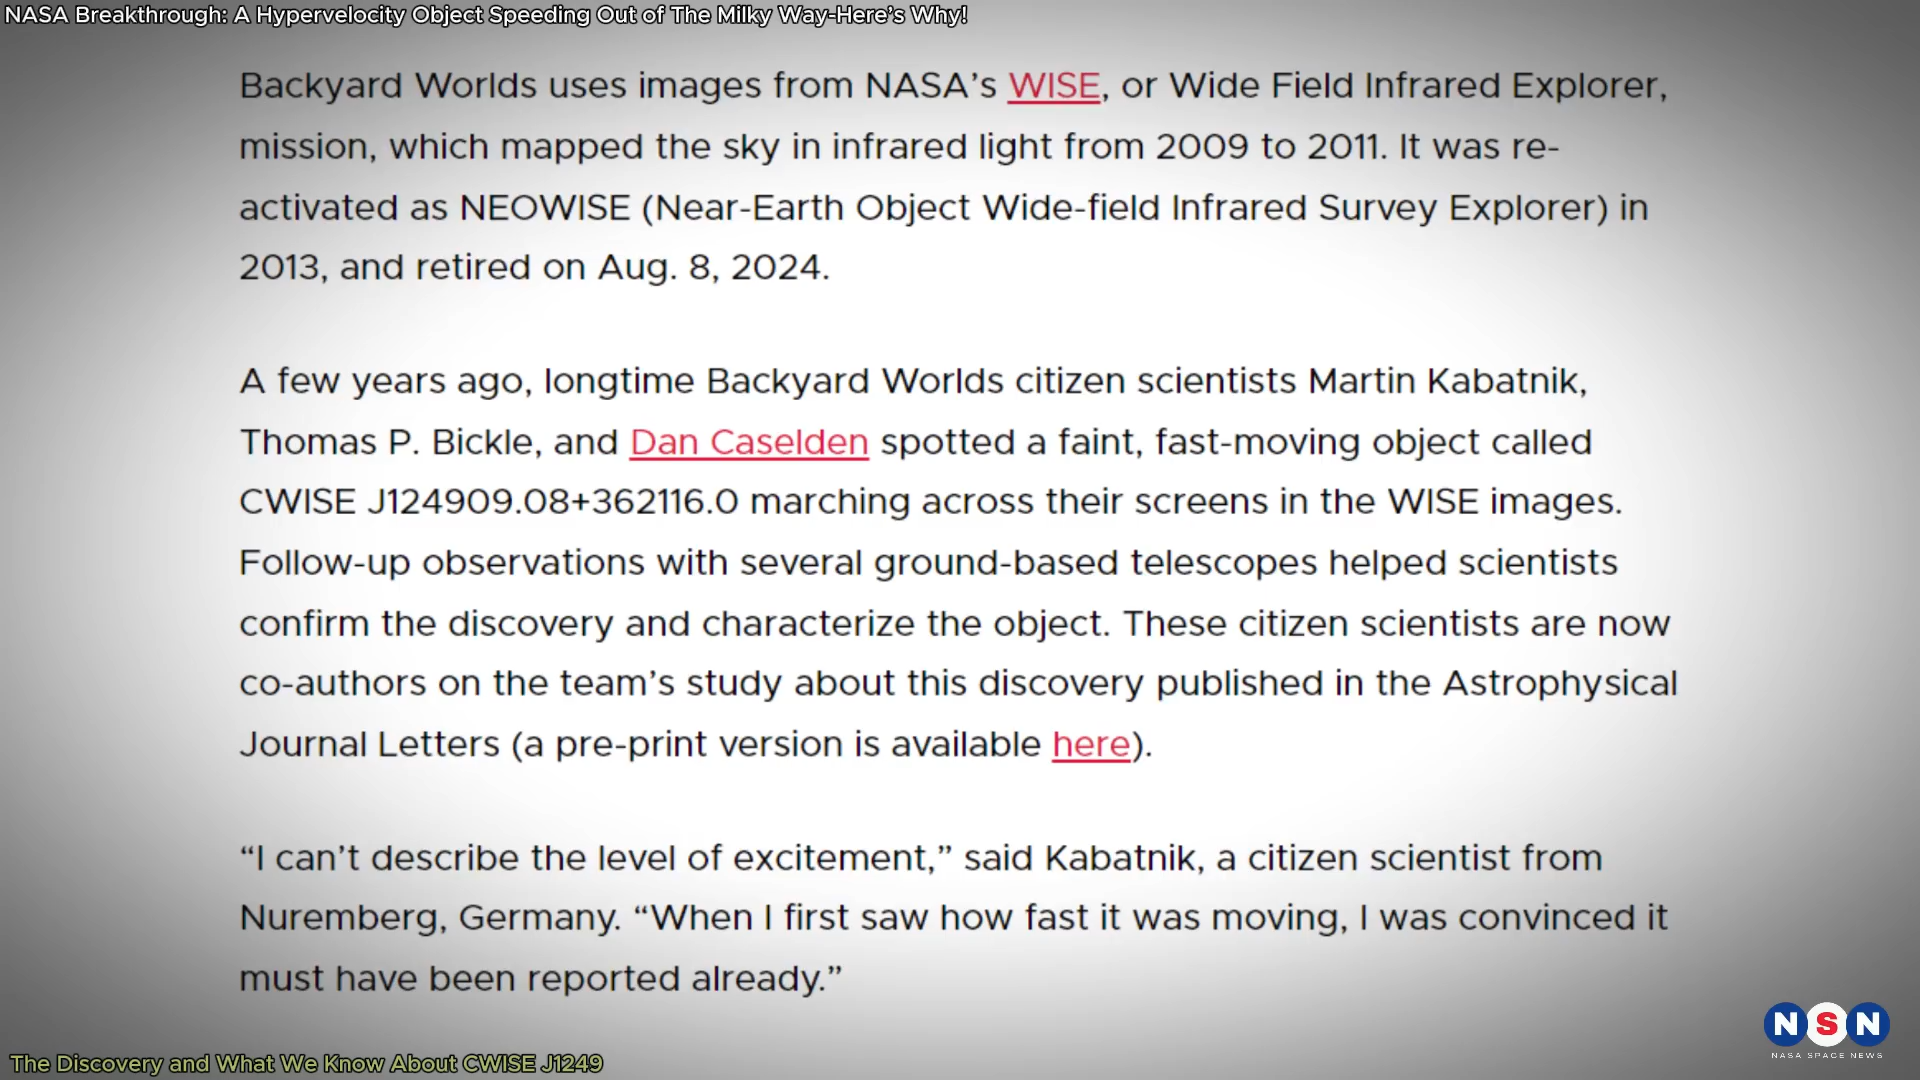 NASA Breakthrough: A Hypervelocity Object Speeding Out of The Milky Way-Here's Why!
Backyard Worlds uses images from NASA's WISE, or Wide Field Infrared Explorer,
mission, which mapped the sky in infrared light from 2009 to 2011. It was re-
activated as NEOWISE (Near-Earth Object Wide-field Infrared Survey Explorer) in
2013, and retired on Aug. 8, 2024.
A few years ago, longtime Backyard Worlds citizen scientists Martin Kabatnik,
Thomas P. Bickle, and Dan Caselden spotted a faint, fast-moving object called
CWISE J124909.08+362116.0 marching across their screens in the WISE images.
Follow-up observations with several ground-based telescopes helped scientists
confirm the discovery and characterize the object. These citizen scientists are now
co-authors on the team's study about this discovery published in the Astrophysical
Journal Letters (a pre-print version is available here).
“I can't describe the level of excitement,” said Kabatnik, a citizen scientist from
Nuremberg, Germany. “When I first saw how fast it was moving, I was convinced it
must have been reported already.”
NSN
NASA SPACE NEWS
The Discovery and What We Know About CWISE J1249